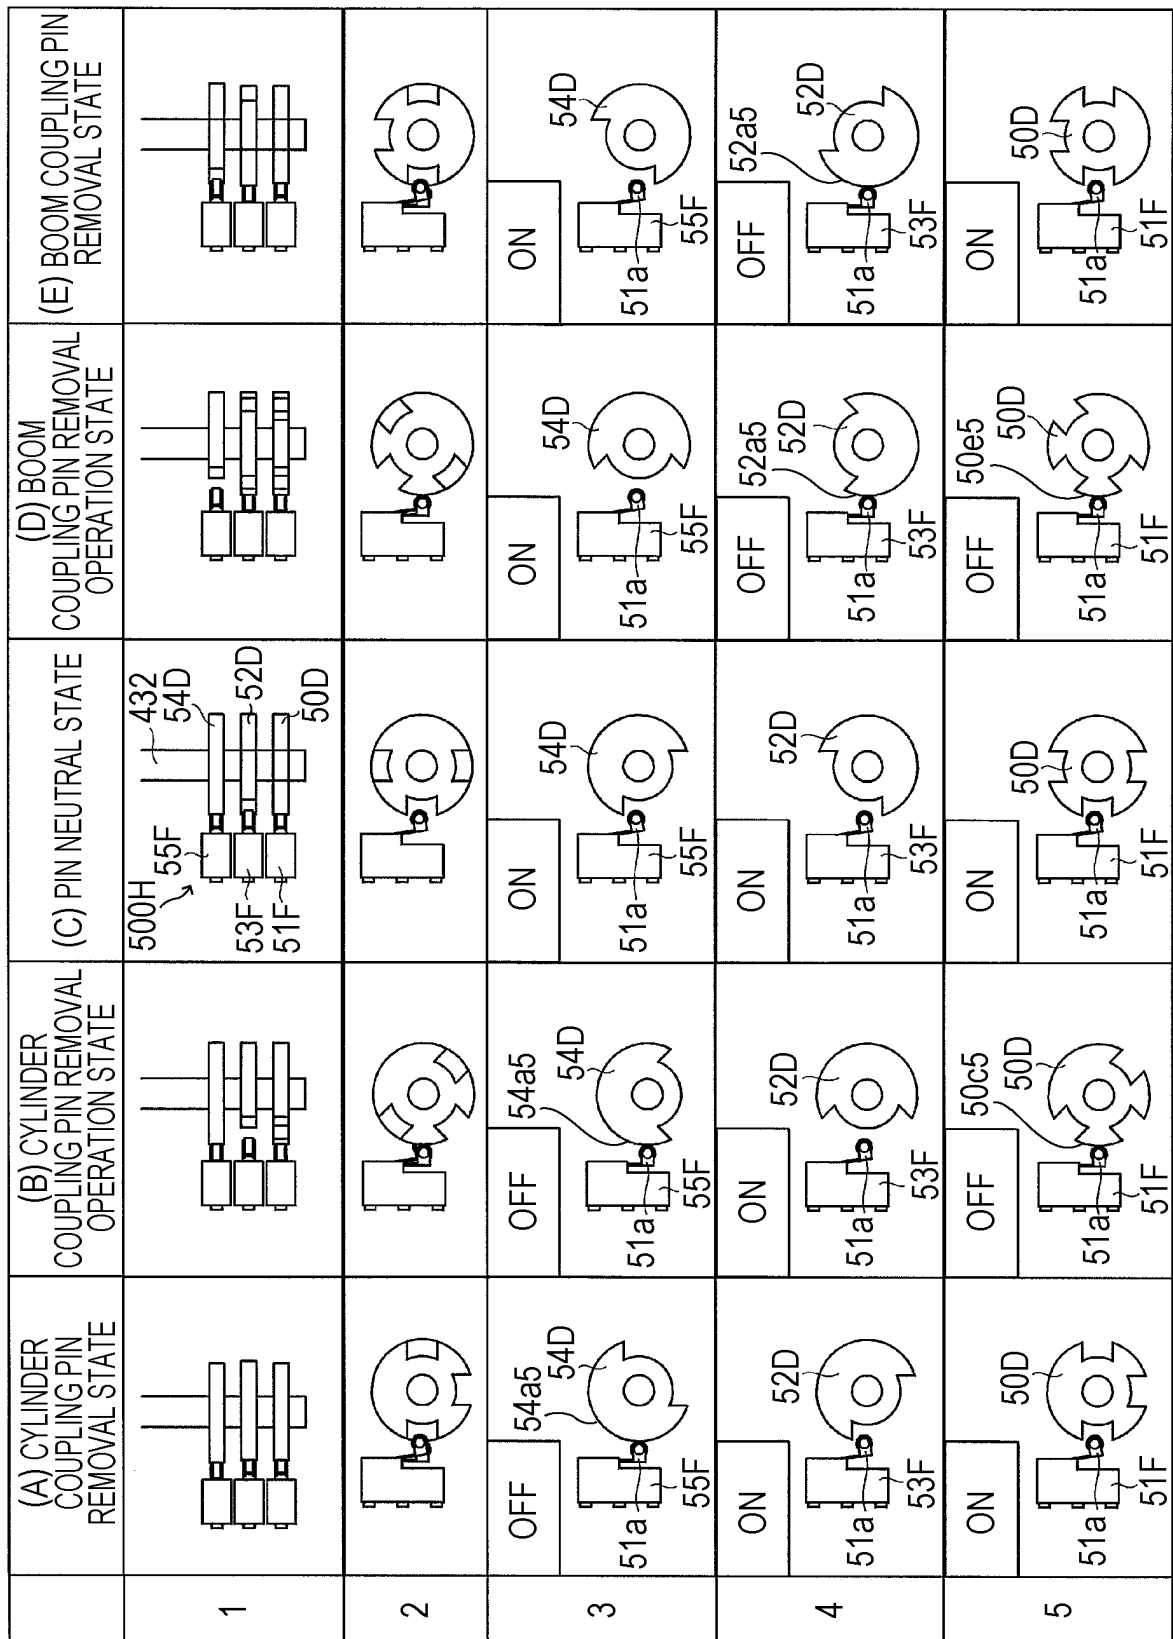 (A) CYLINDER
COUPLING PIN
REMOVAL STATE
(B) CYLINDER
COUPLING PIN REMOVAL
OPERATION STATE
(C) PIN NEUTRAL STATE
(D) BOOM
COUPLING PIN REMOVAL
OPERATION STATE
(E) BOOM COUPLING PIN
REMOVAL STATE
1
500H
55F
432
54D
53F
52D
51F
50D
2
3
OFF
54a5
54D
51a
55F
OFF
54a5
54D
51a
55F
ON
54D
51a
55F
ON
54D
51a
55F
ON
54D
51a
55F
4
ON
52D
51a
53F
ON
52D
51a
53F
ON
52D
51a
53F
OFF
52a5
52D
51a
53F
OFF
52a5
52D
51a
53F
5
ON
50D
51a
51F
OFF
50c5
50D
51a
51F
ON
50D
51a
51F
OFF
50e5
50D
51a
51F
ON
50D
51a
51F